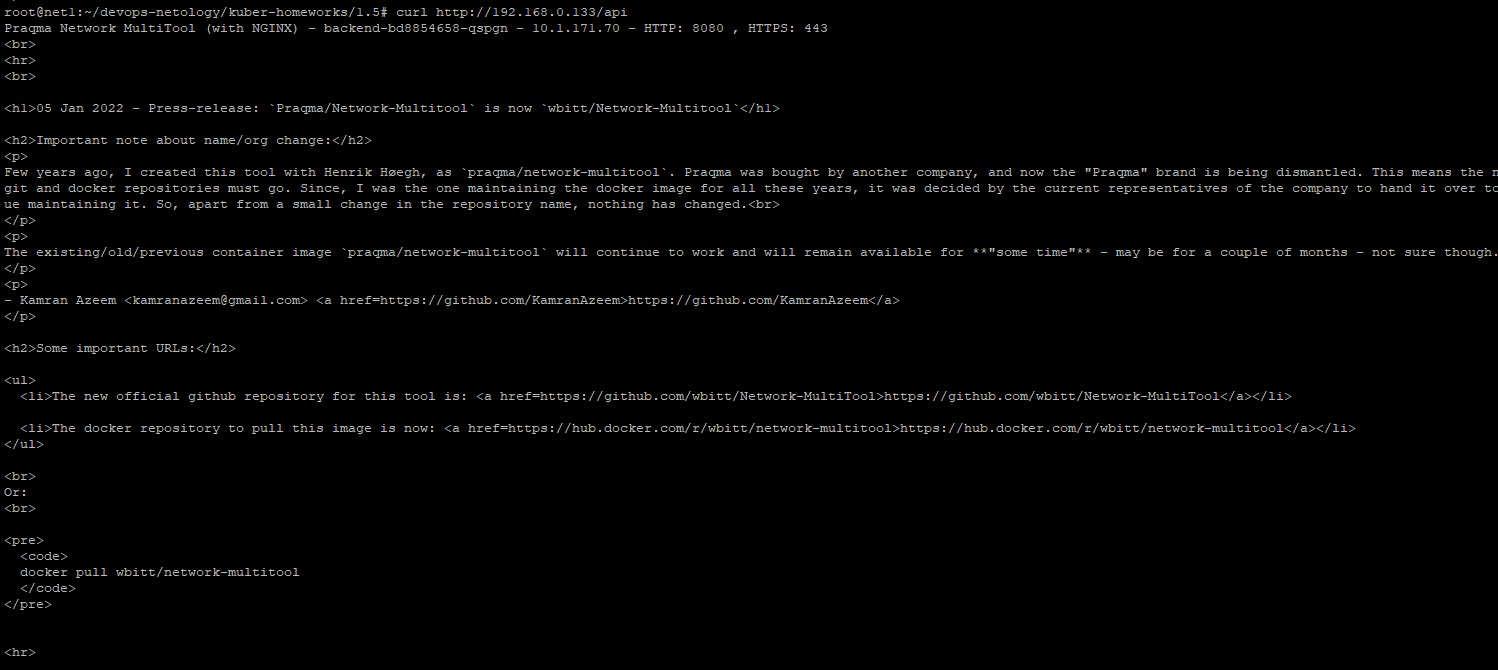 root@net1:~/devops-netology/kuber-homeworks/1.5# curl http://192.168.0.133/api
Praqma Network MultiTool (with NGINX) - backend-bd8854658-qspgn - 10.1.171.70 - HTTP: 8080 , HTTPS: 443
<br>
<hr>
<br>
<h1>05 Jan 2022 - Press-release: `Praqma/Network-Multitool` is now `wbitt/Network-Multitool`</h1>
<h2>Important note about name/org change:</h2>
<p>
Few years ago, I created this tool with Henrik Høegh, as `praqma/network-multitool`. Praqma was bought by another company, and now the "Praqma" brand is being dismantled. This means the n
git and docker repositories must go. Since, I was the one maintaining the docker image for all these years, it was decided by the current representatives of the company to hand it over to
ue maintaining it. So, apart from a small change in the repository name, nothing has changed.<br>
</p>
<p>
The existing/old/previous container image `praqma/network-multitool` will continue to work and will remain available for **"some time"** - may be for a couple of months - not sure though.
</p>
<p>
- Kamran Azeem <kamranazeem@gmail.com> <a href=https://github.com/KamranAzeem>https://github.com/KamranAzeem</a>
</p>
<h2>Some important URLs:</h2>
<ul>
<li>The new official github repository for this tool is: <a href=https://github.com/wbitt/Network-MultiTool>https://github.com/wbitt/Network-MultiTool</a></li>
<li>The docker repository to pull this image is now: <a href=https://hub.docker.com/r/wbitt/network-multitool>https://hub.docker.com/r/wbitt/network-multitool</a></li>
</ul>
<br>
Or:
<br>
<pre>
<code>
docker pull wbitt/network-multitool
</code>
</pre>
<hr>